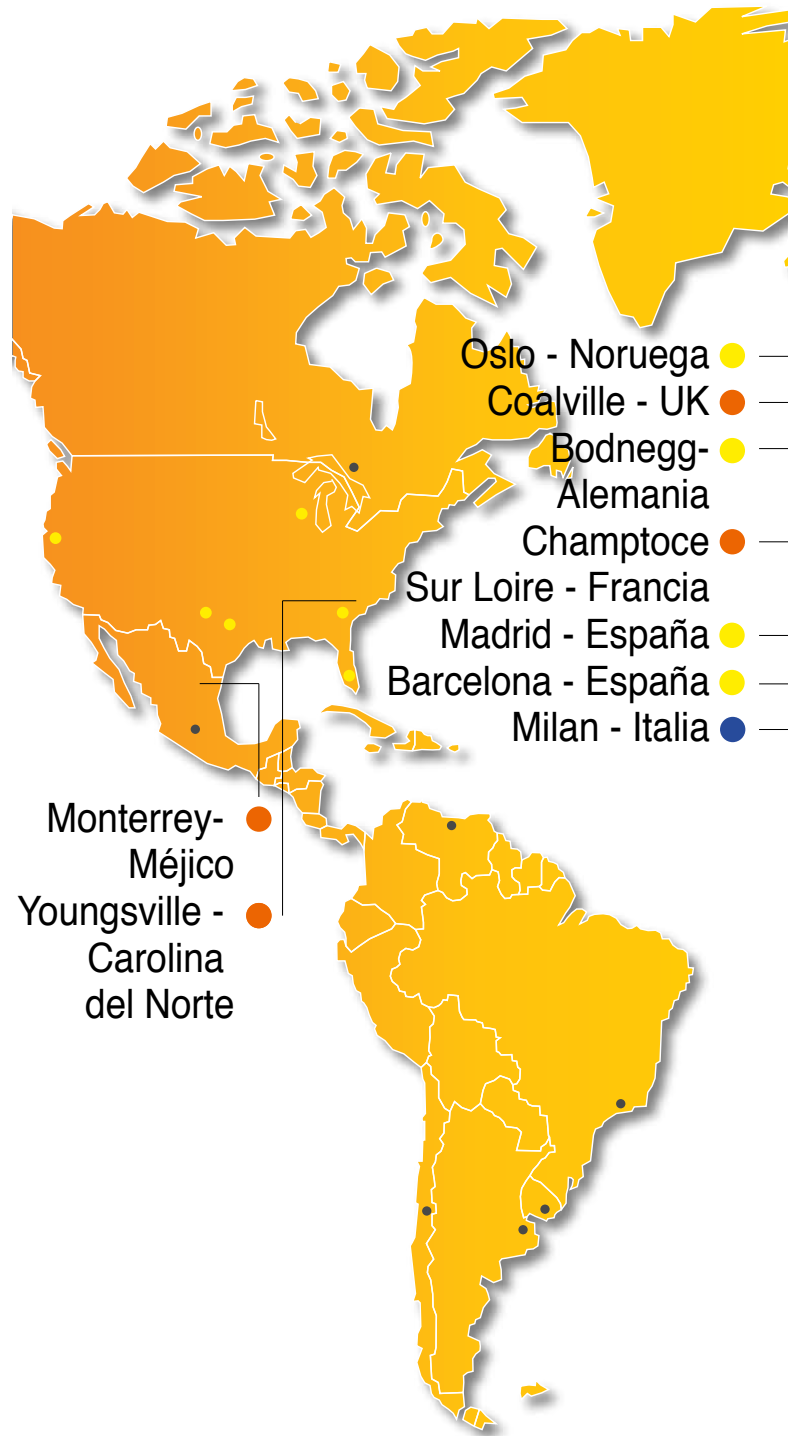 Oslo - Noruega
Coalville - UK
Bodnegg-
Alemania
Champtoce
Sur Loire - Francia
Madrid - España
Barcelona - España
Milan - Italia
Monterrey-
Méjico
Youngsville -
Carolina
del Norte